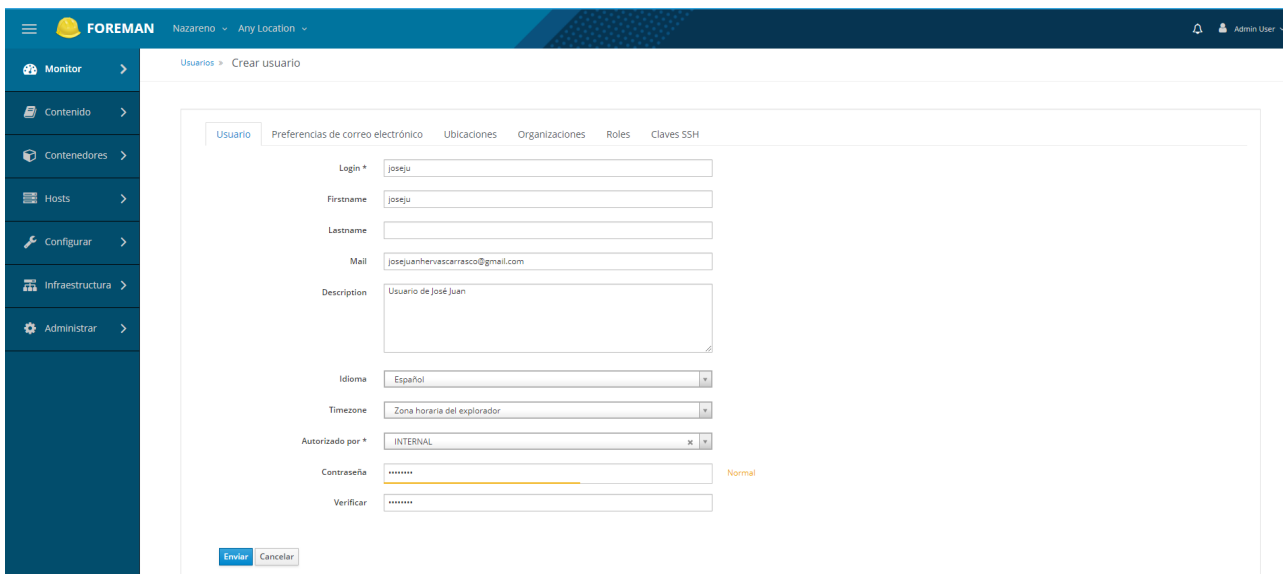 FOREMAN Nazareno Any Location Admin User
Monitor
Contenido
Contenedores
Hosts
Configurar
Infraestructura
Administrar
Usuarios » Crear usuario
Usuario Preferencias de correo electrónico Ubicaciones Organizaciones Roles Claves SSH
Login * joseju
Firstname joseju
Lastname
Mail josejuanhervascarrasco@gmail.com
Description Usuario de José Juan
Idioma Español
Timezone Zona horaria del explorador
Autorizado por * INTERNAL
Contraseña •••••••• Normal
Verificar ••••••••
Enviar Cancelar